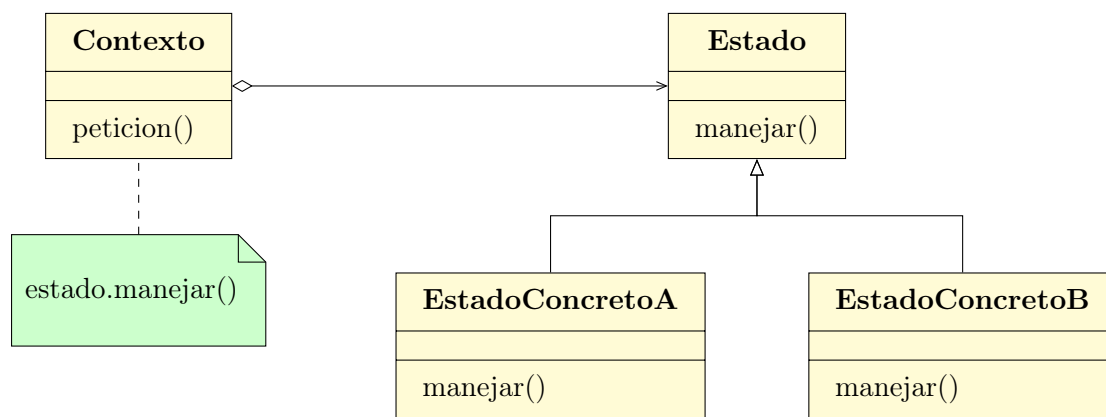 Contexto
peticion()
Estado
manejar()
estado.manejar()
EstadoConcretoA
manejar()
EstadoConcretoB
manejar()